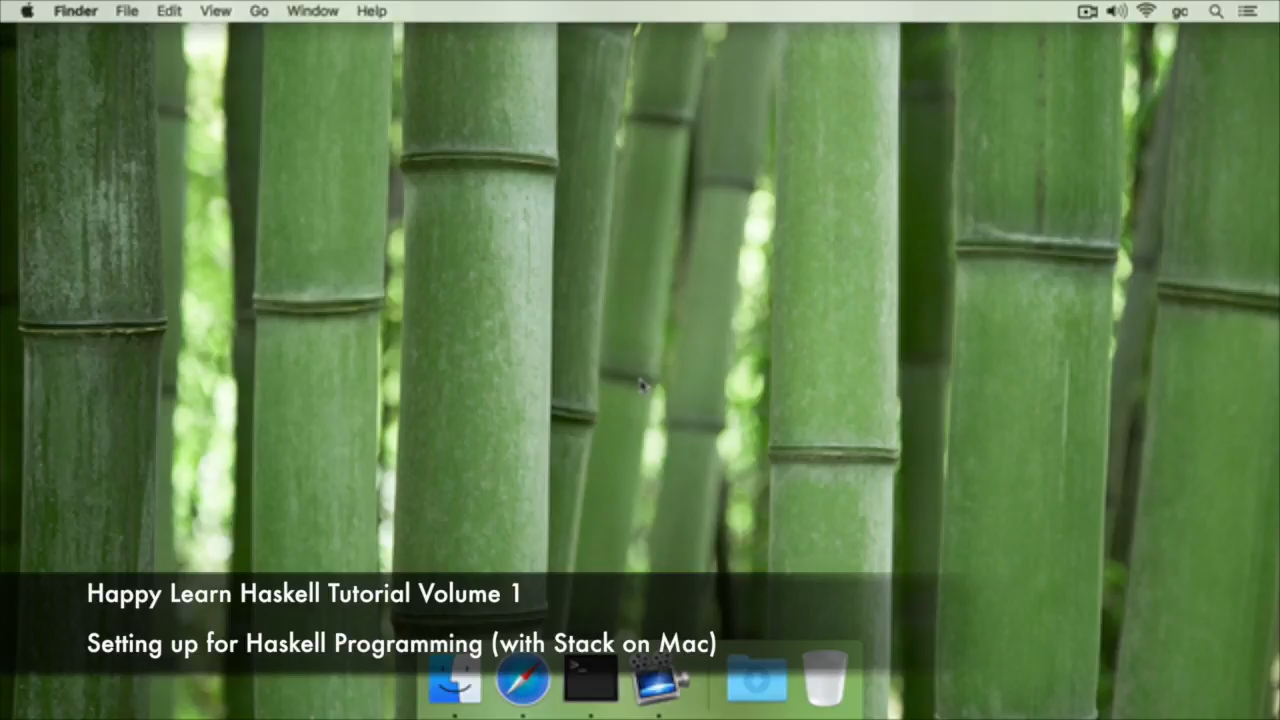 Finder File Edit View Go Window Help gc
Happy Learn Haskell Tutorial Volume 1
Setting up for Haskell Programming (with Stack on Mac)